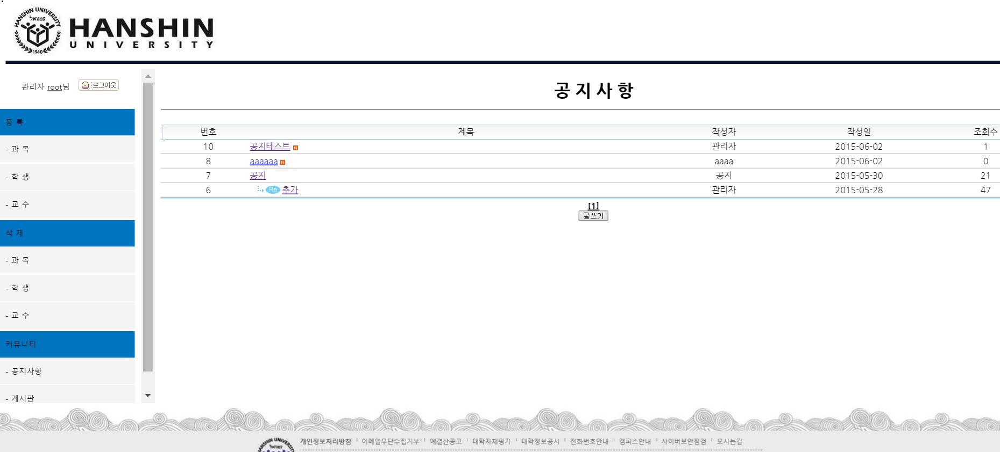 HANSHIN UNIVERSITY
עמנואל
1940
HANSHIN
UNIVERSITY
관리자 root님 로그아웃
등 록
- 과 목
- 학 생
- 교 수
삭 제
- 과 목
- 학 생
- 교 수
커뮤니티
- 공지사항
- 게시판
공 지 사 항
번호 제목 작성자 작성일 조회수
10 공지테스트 N 관리자 2015-06-02 1
8 aaaaaa N aaaa 2015-06-02 0
7 공지 공지 2015-05-30 21
6 Re 추가 관리자 2015-05-28 47
[1]
글쓰기
HANSHIN UNIVERSITY
עמנואל
개인정보처리방침 이메일무단수집거부 예결산공고 대학자체평가 대학정보공시 전화번호안내 캠퍼스안내 사이버보안점검 오시는길